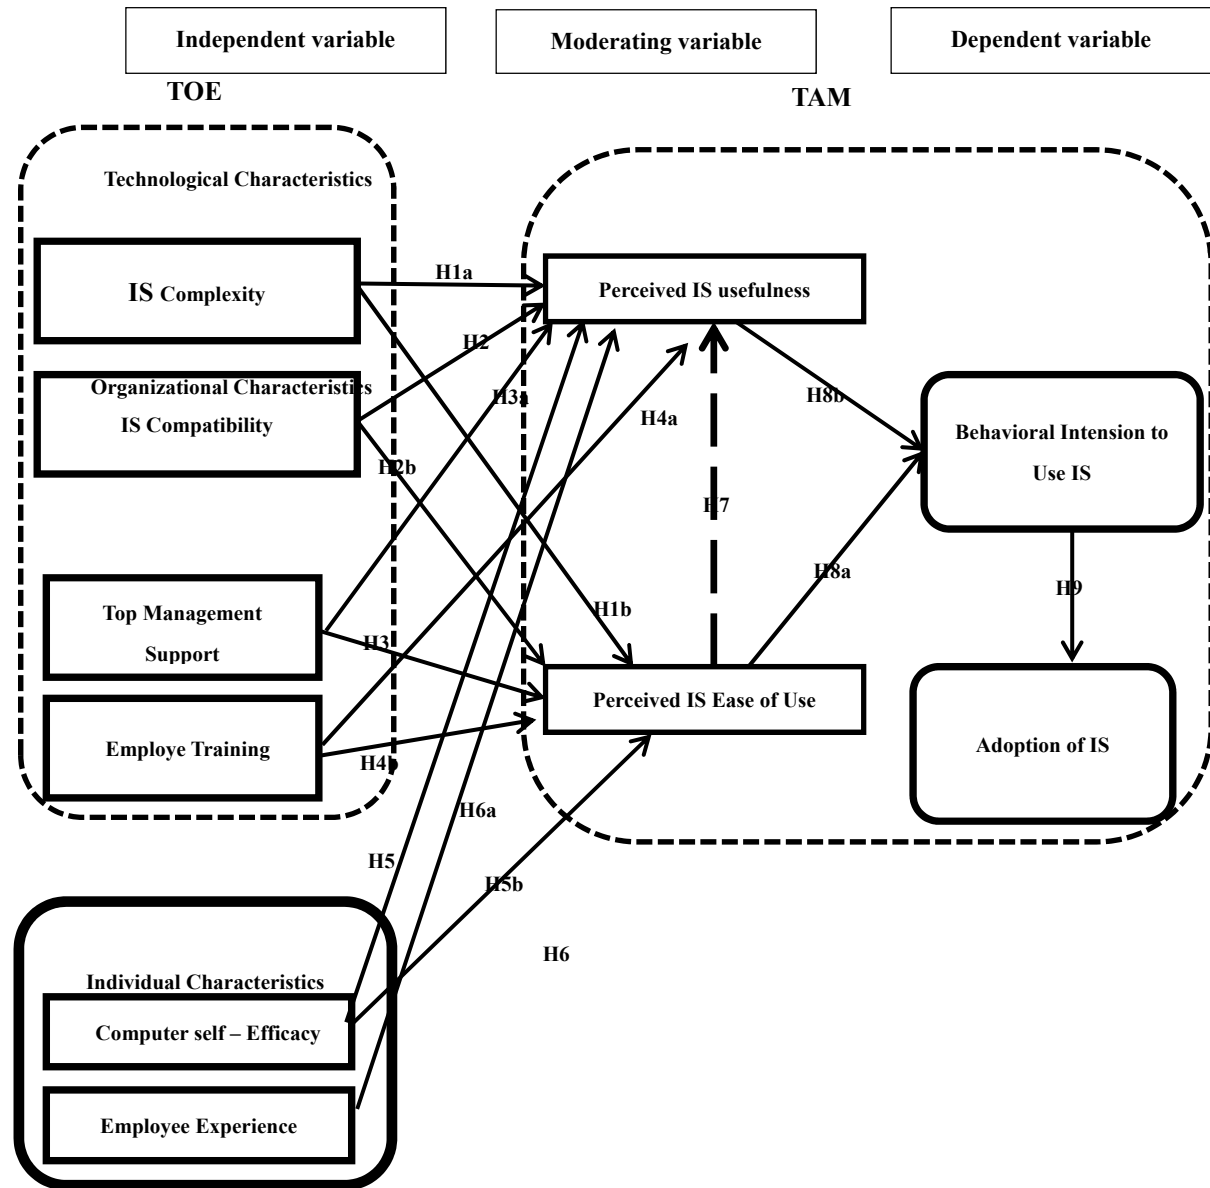 Independent variable
Moderating variable
Dependent variable
TOE
TAM
Technological Characteristics
IS Complexity
H1a
Perceived IS usefulness
H2
Organizational Characteristics
IS Compatibility
H3a
H4a
H8b
Behavioral Intension to
Use IS
H2b
H7
H8a
H9
Top Management
Support
H1b
H3
Perceived IS Ease of Use
Employe Training
H4b
Adoption of IS
H6a
H5
H5b
H6
Individual Characteristics
Computer self – Efficacy
Employee Experience